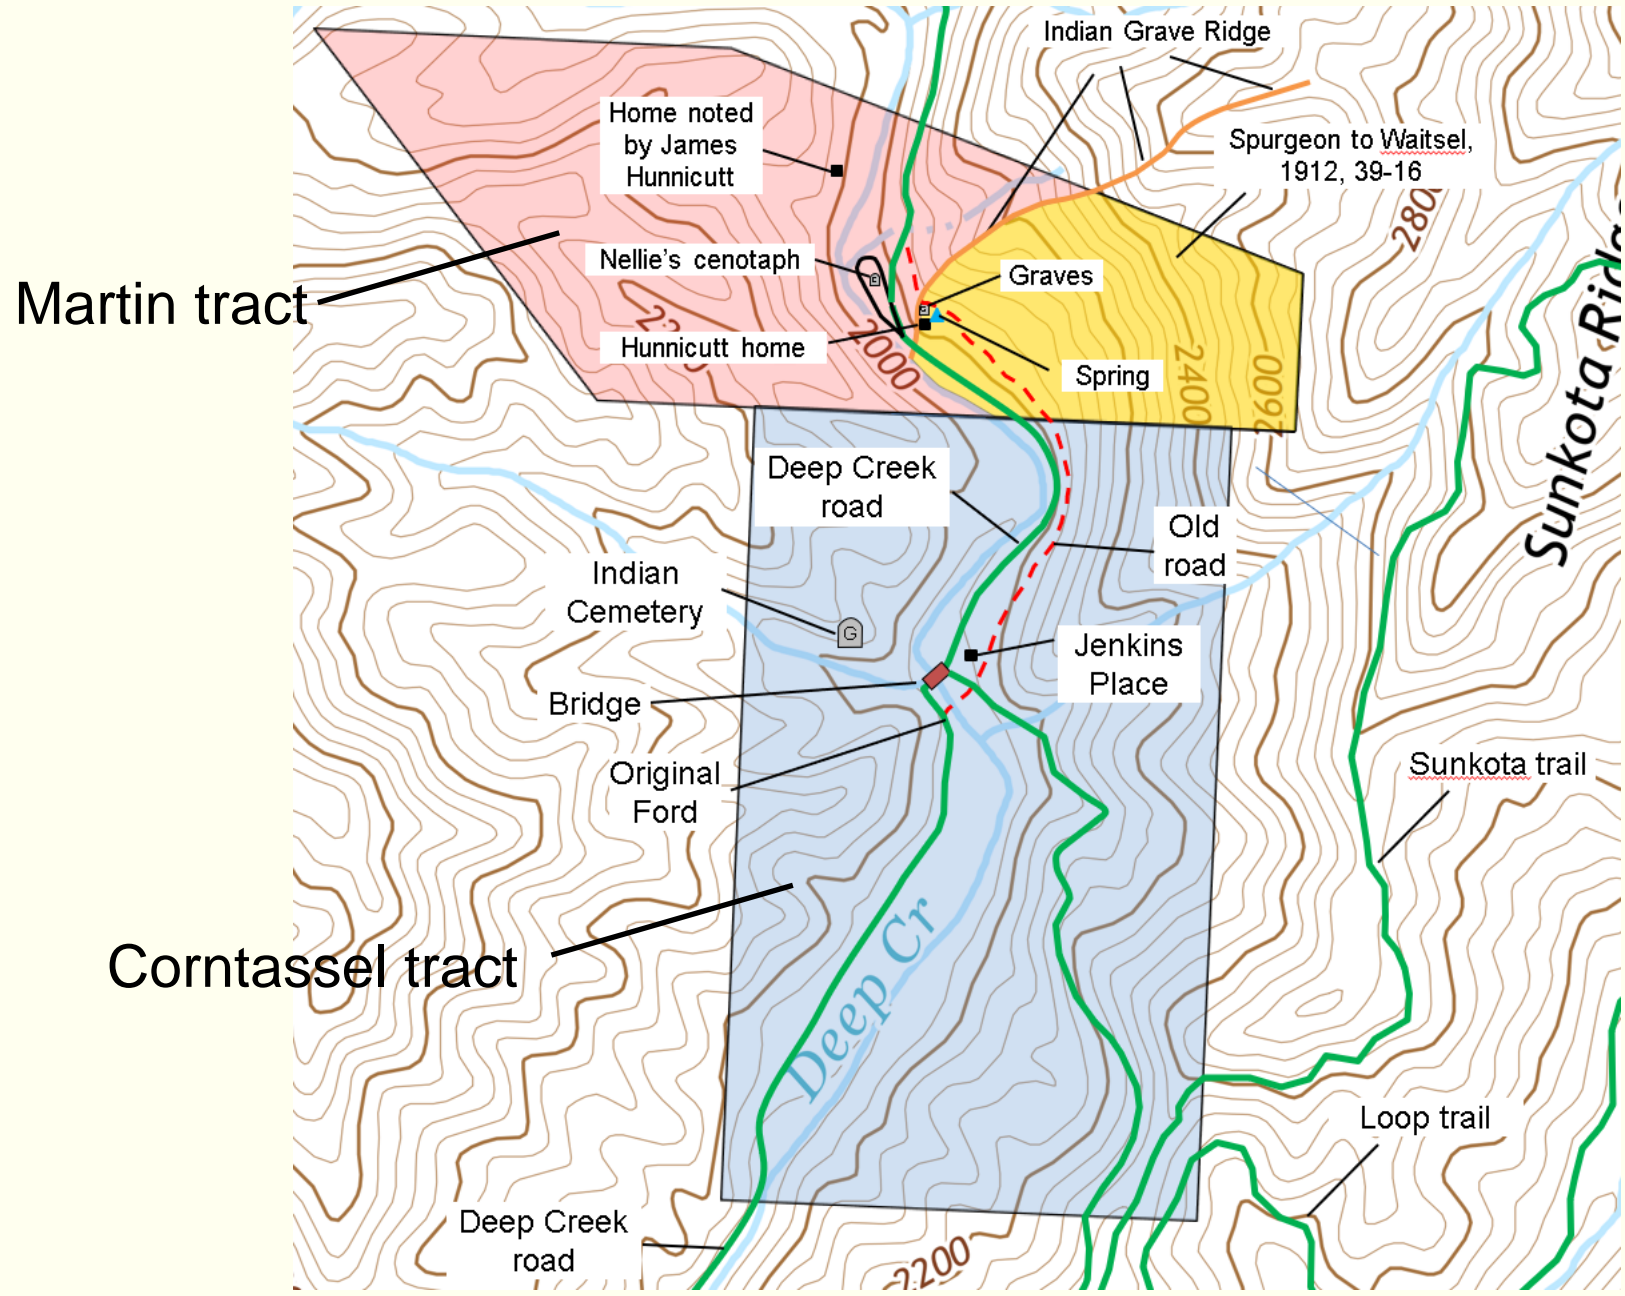 Indian Grave Ridge
Home noted
by James
Hunnicutt
Spurgeon to Waitsel,
1912, 39-16
2800
Nellie's cenotaph
Graves
Martin tract
Hunnicutt home
2000
Spring
2400
2600
Sunkota Ridge
Deep Creek
road
Old
road
Indian
Cemetery
G
Jenkins
Place
Bridge
Original
Ford
Sunkota trail
Corntassel tract
Deep Cr
Loop trail
Deep Creek
road
2200